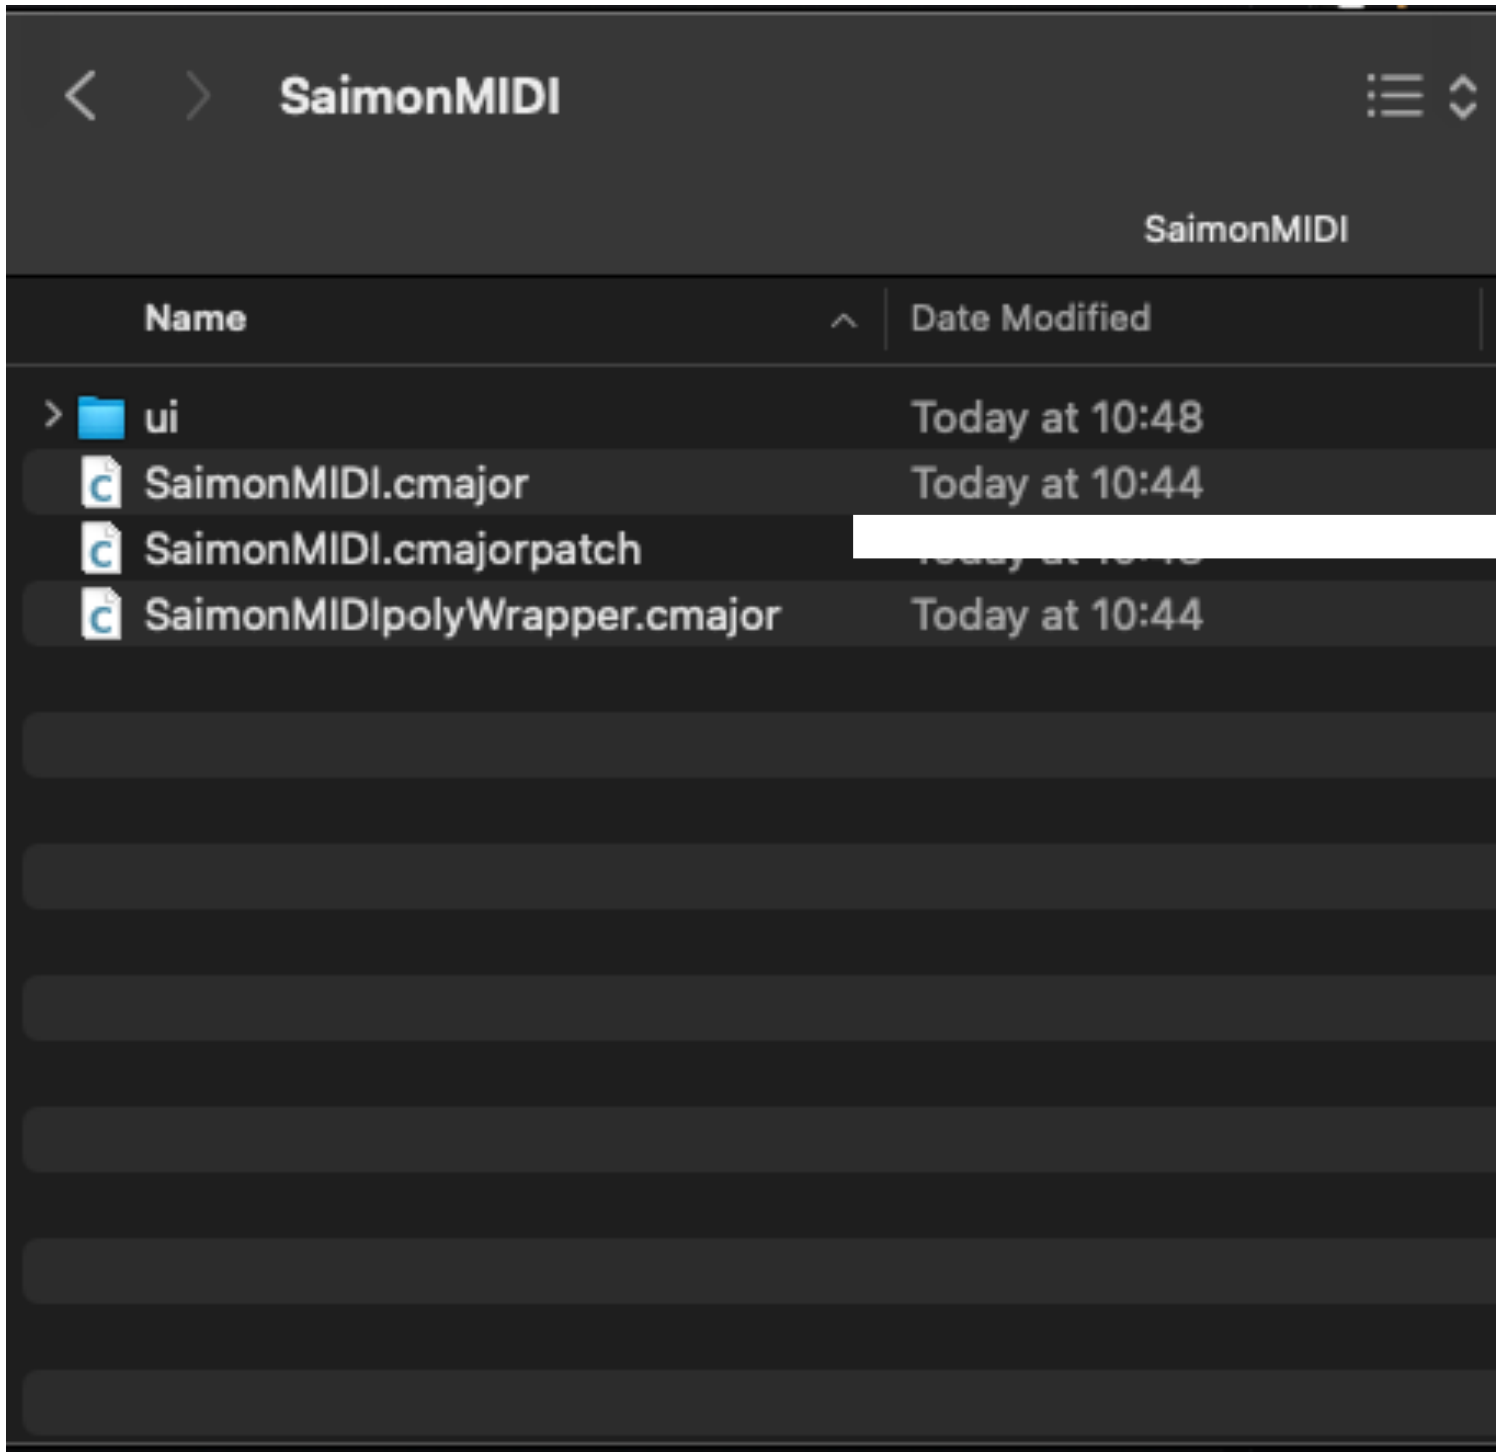 SaimonMIDI
SaimonMIDI
Name Date Modified
ui Today at 10:48
SaimonMIDI.cmajor Today at 10:44
SaimonMIDI.cmajorpatch
SaimonMIDIpolyWrapper.cmajor Today at 10:44